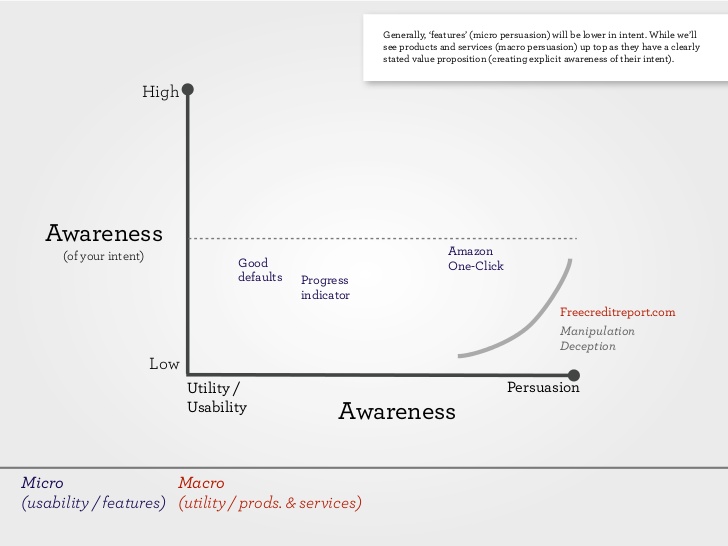 Generally, ‘features’ (micro persuasion) will be lower in intent. While we’ll
see products and services (macro persuasion) up top as they have a clearly
stated value proposition (creating explicit awareness of their intent).
High
Awareness
(of your intent)
Good
defaults
Progress
indicator
Amazon
One-Click
Freecreditreport.com
Manipulation
Deception
Low
Utility /
Usability
Persuasion
Awareness
Micro
(usability / features)
Macro
(utility / prods. & services)